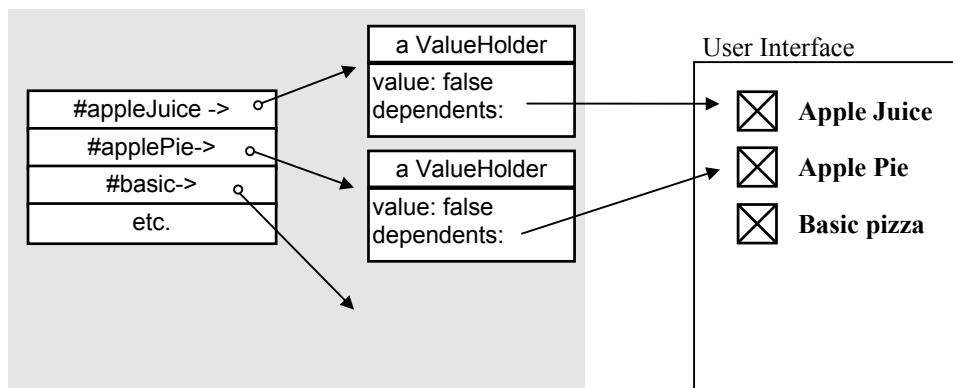 #appleJuice ->
#applePie->
#basic->
etc.
a ValueHolder
value: false
dependents:
a ValueHolder
value: false
dependents:
User Interface
Apple Juice
Apple Pie
Basic pizza